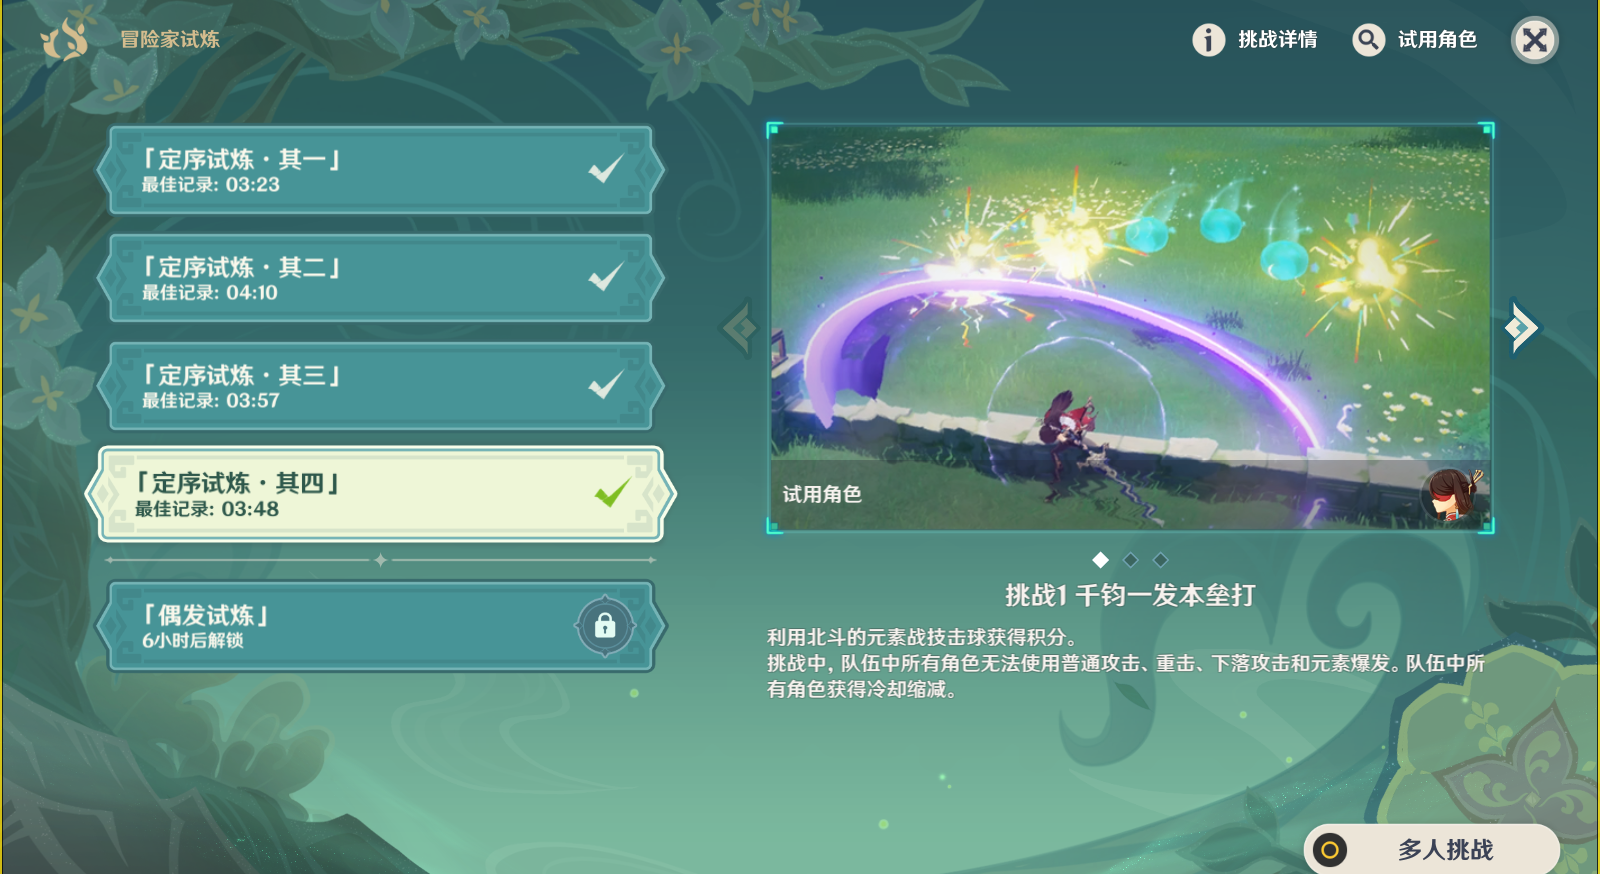 冒险家试炼
挑战详情
试用角色
「定序试炼·其一」
最佳记录: 03:23
「定序试炼·其二」
最佳记录: 04:10
「定序试炼·其三」
最佳记录: 03:57
「定序试炼·其四」
最佳记录: 03:48
「偶发试炼」
6小时后解锁
试用角色
挑战1 千钧一发本垒打
利用北斗的元素战技击球获得积分。
挑战中, 队伍中所有角色无法使用普通攻击、重击、下落攻击和元素爆发。队伍中所
有角色获得冷却缩减。
多人挑战